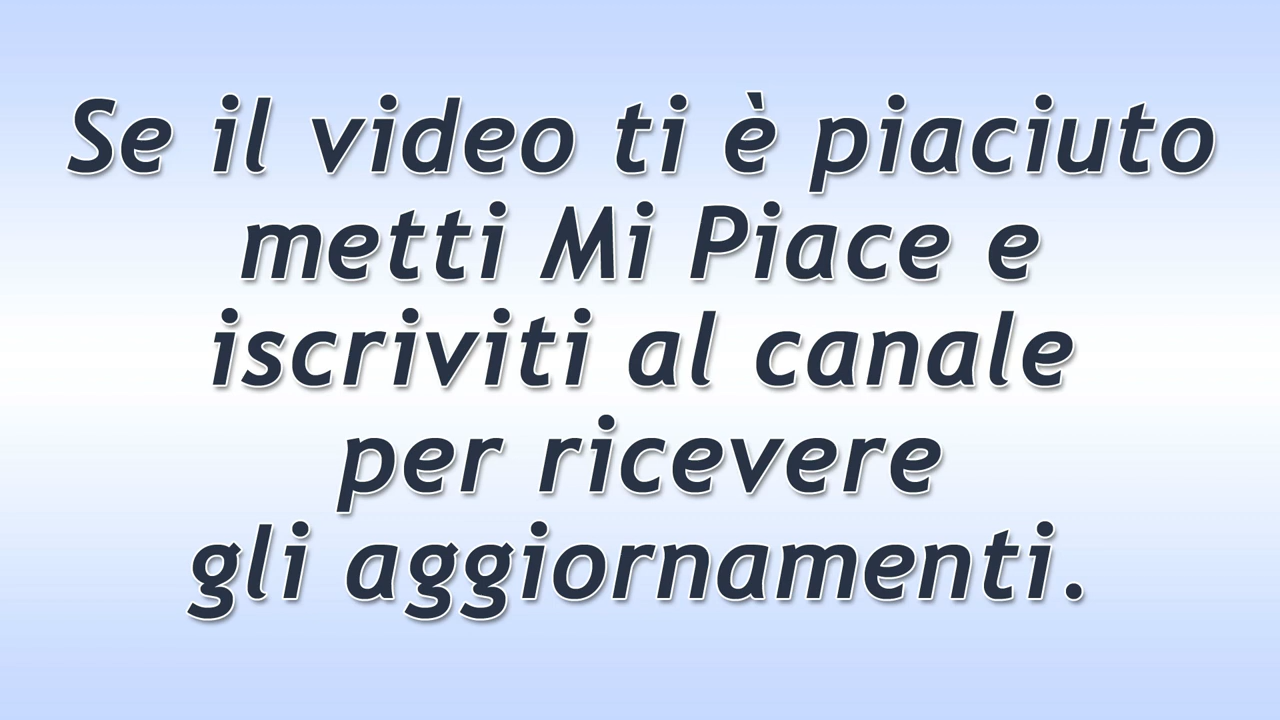 Se il video ti è piaciuto
metti Mi Piace e
iscriviti al canale
per ricevere
gli aggiornamenti.